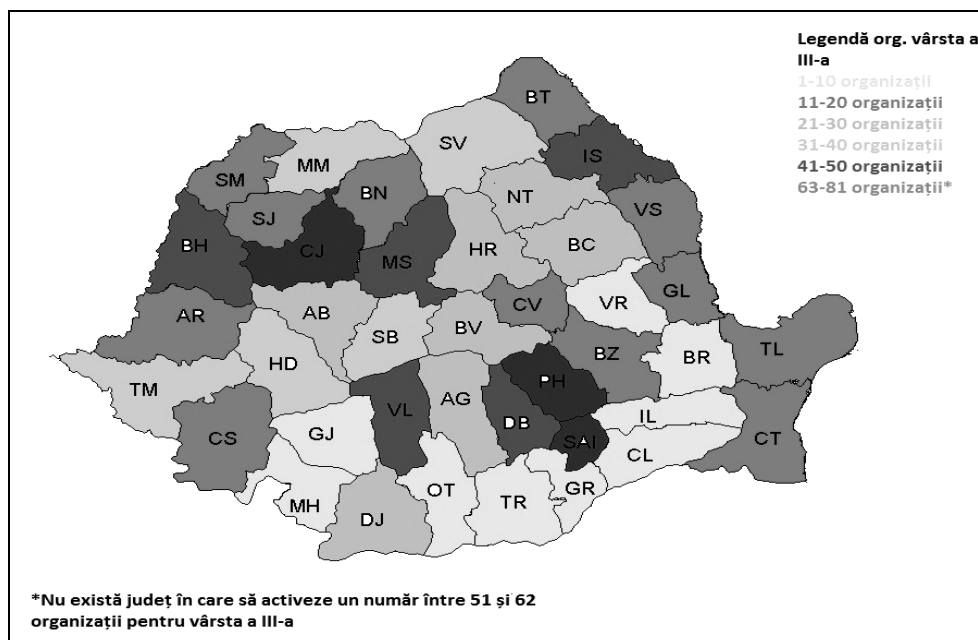 Legendă org. vârsta a
III-a
1-10 organizații
11-20 organizații
21-30 organizații
31-40 organizații
41-50 organizații
63-81 organizații*
BT
SV
IS
MM
SM
BN
NT
VS
SJ
BH
CJ
MS
HR
BC
AR
AB
SB
BV
CV
VR
GL
HD
BZ
BR
TL
TM
PH
VL
AG
DB
IL
CS
GJ
SAI
CL
CT
MH
OT
TR
GR
DJ
*Nu există județ în care să activeze un număr între 51 și 62
organizații pentru vârsta a III-a